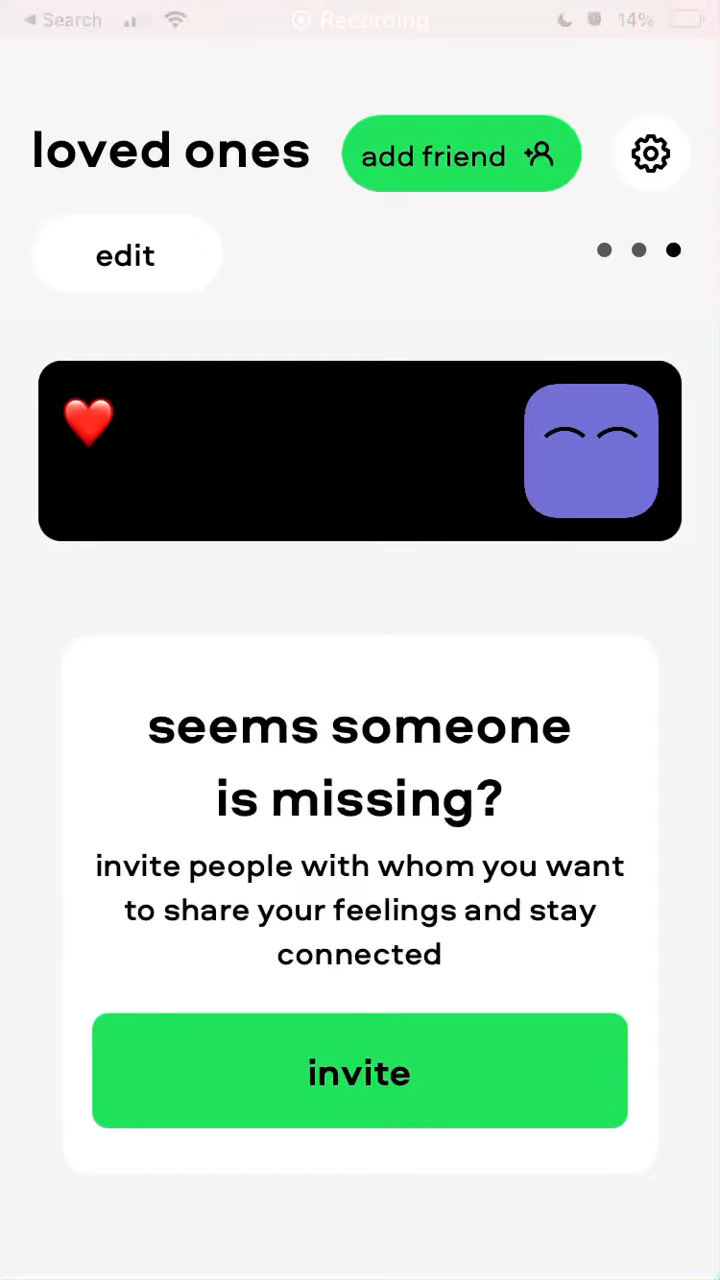 Search
Recording
14%
loved ones
add friend
edit
❤️
seems someone
is missing?
invite people with whom you want
to share your feelings and stay
connected
invite